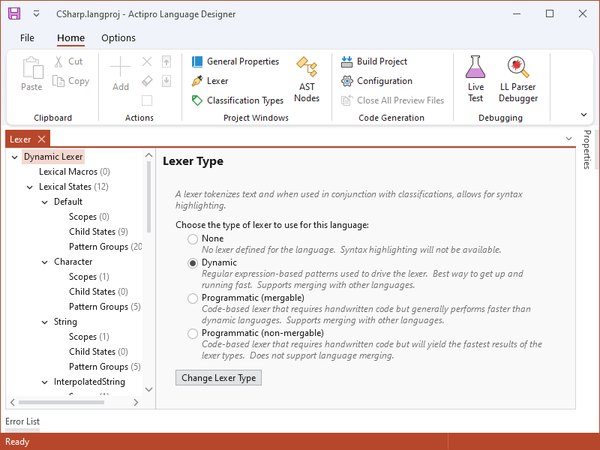 CSharp.langproj - Actipro Language Designer
File
Home
Options
Paste
Cut
Copy
Clipboard
Add
Actions
General Properties
Lexer
Classification Types
AST
NODES
Project Windows
Build Project
Configuration
Close All Preview Files
Code Generation
Live
Test
LL Parser
Debugger
Debugging
Lexer
Properties
Dynamic Lexer
Lexical Macros (0)
Lexical States (12)
Default
Scopes (0)
Child States (9)
Pattern Groups (20
Character
Scopes (1)
Child States (0)
Pattern Groups (5)
String
Scopes (1)
Child States (0)
Pattern Groups (5)
InterpolatedString
Lexer Type
A lexer tokenizes text and when used in conjunction with classifications, allows for syntax
highlighting.
Choose the type of lexer to use for this language:
None
No lexer defined for the language. Syntax highlighting will not be available.
Dynamic
Regular expression-based patterns used to drive the lexer. Best way to get up and
running fast. Supports merging with other languages.
Programmatic (mergable)
Code-based lexer that requires handwritten code but generally performs faster than
dynamic languages. Supports merging with other languages.
Programmatic (non-mergable)
Code-based lexer that requires handwritten code but will yield the fastest results of the
lexer types. Does not support language merging.
Change Lexer Type
Error List
Ready